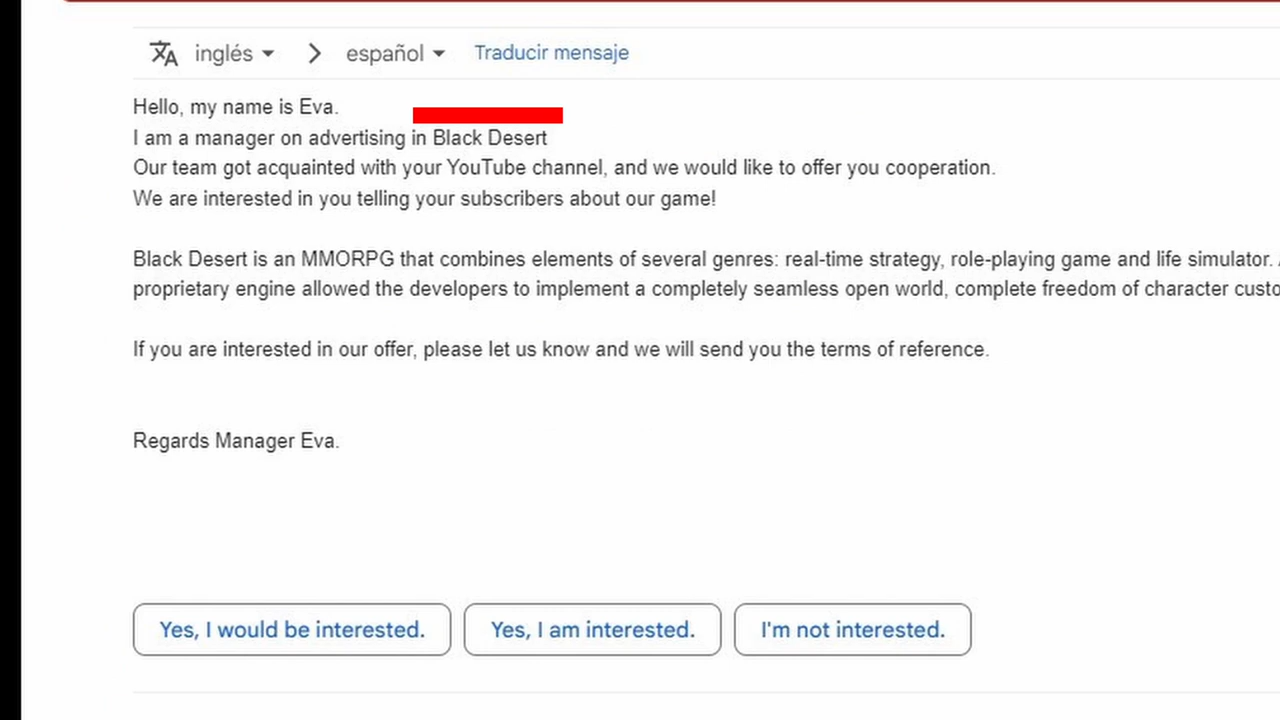 inglés español Traducir mensaje
Hello, my name is Eva.
I am a manager on advertising in Black Desert
Our team got acquainted with your YouTube channel, and we would like to offer you cooperation.
We are interested in you telling your subscribers about our game!
Black Desert is an MMORPG that combines elements of several genres: real-time strategy, role-playing game and life simulator.
proprietary engine allowed the developers to implement a completely seamless open world, complete freedom of character
If you are interested in our offer, please let us know and we will send you the terms of reference.
Regards Manager Eva.
Yes, I would be interested. Yes, I am interested. I'm not interested.